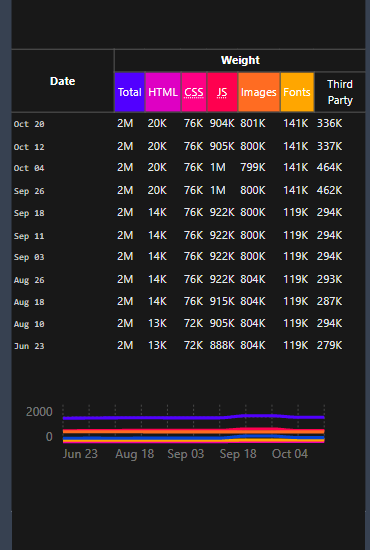 Weight
Date Total HTML CSS JS Images Fonts Third
Party
Oct 20 2M 20K 76K 904K 801K 141K 336K
Oct 12 2M 20K 76K 905K 800K 141K 337K
Oct 04 2M 20K 76K 1M 799K 141K 464K
Sep 26 2M 20K 76K 1M 800K 141K 462K
Sep 18 2M 14K 76K 922K 800K 119K 294K
Sep 11 2M 14K 76K 922K 800K 119K 294K
Sep 03 2M 14K 76K 922K 804K 119K 294K
Aug 26 2M 14K 76K 922K 804K 119K 293K
Aug 18 2M 14K 76K 915K 804K 119K 287K
Aug 10 2M 13K 72K 905K 804K 119K 294K
Jun 23 2M 13K 72K 888K 804K 119K 279K
2000
0
Jun 23 Aug 18 Sep 03 Sep 18 Oct 04